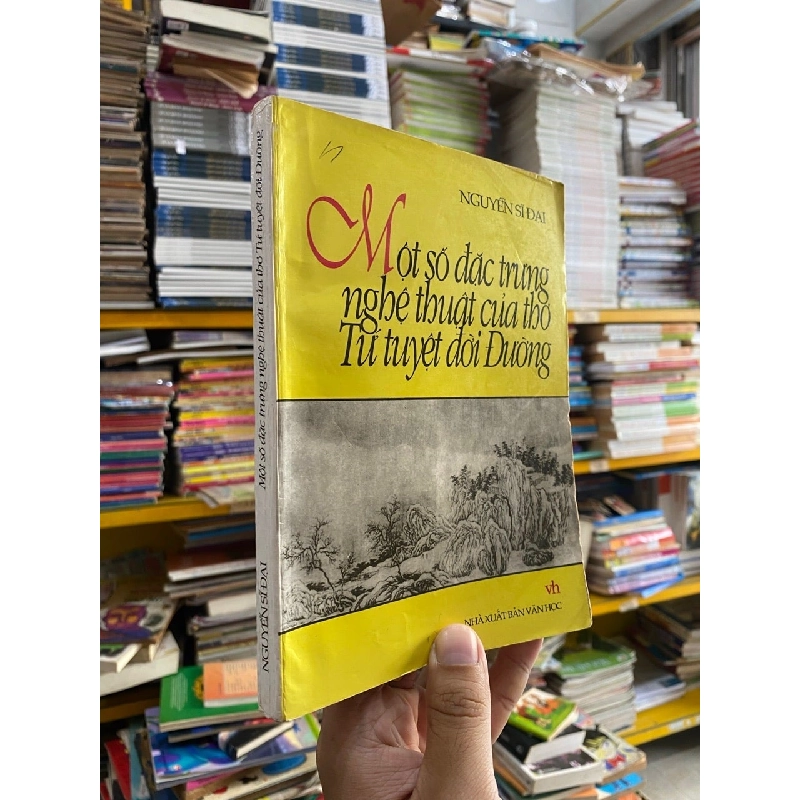 NGUYỄN SĨ ĐẠI
Một số đặc trưng
nghệ thuật của thơ
Tứ tuyệt đời Đường
vh
NHÀ XUẤT BẢN VĂN HỌC
NGUYỄN SĨ ĐẠI Một số đặc trưng nghệ thuật của thơ Tứ tuyệt đời Đường